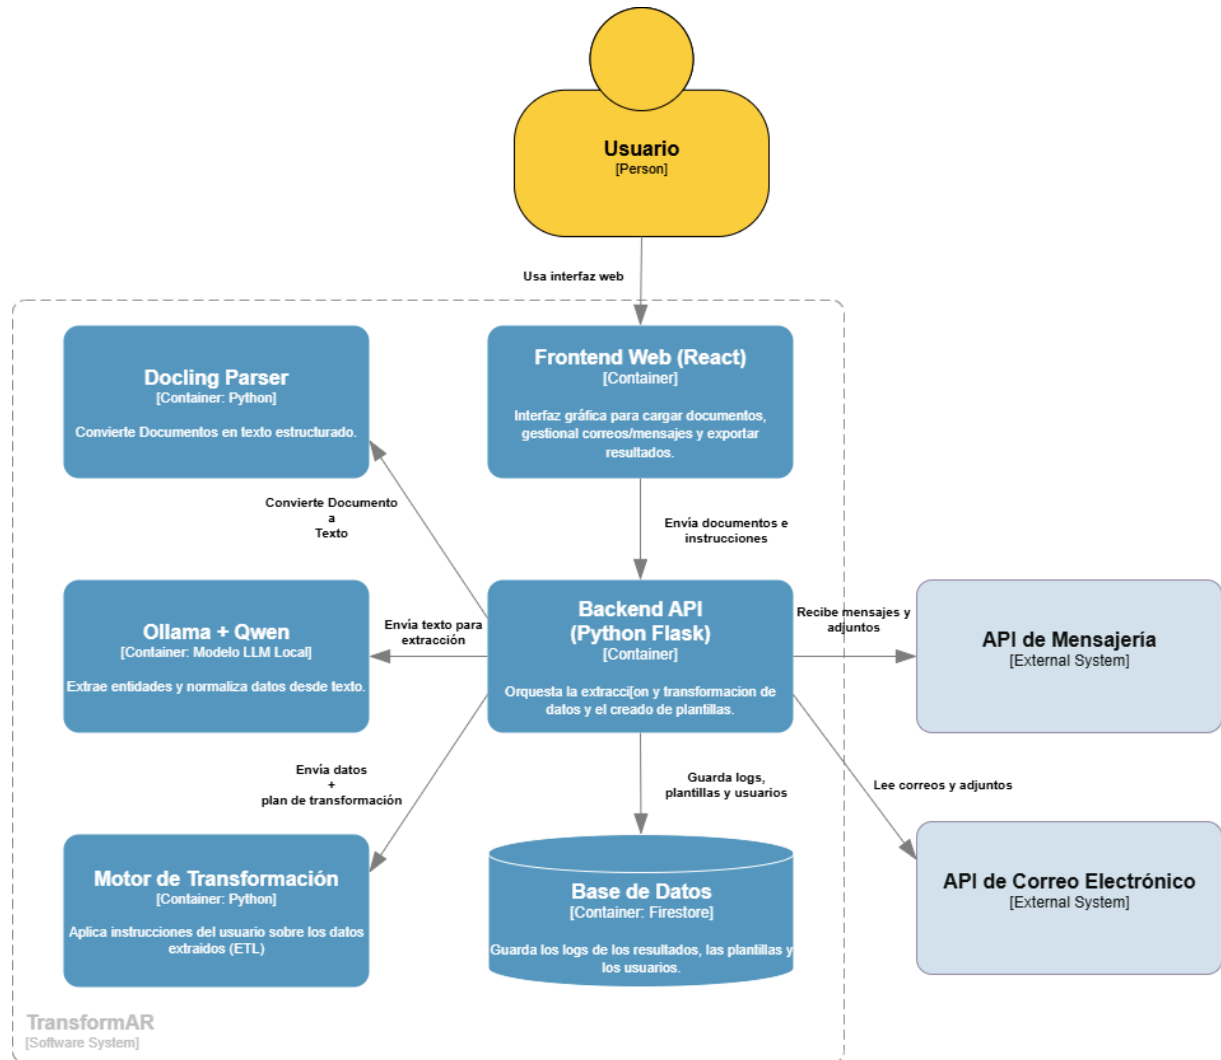 Usuario
[Person]
Usa interfaz web
Docling Parser
[Container: Python]
Convierte Documentos en texto estructurado.
Frontend Web (React)
[Container]
Interfaz gráfica para cargar documentos,
gestional correos/mensajes y exportar
resultados.
Convierte Documento
a
Texto
Envía documentos e
instrucciones
Ollama + Qwen
[Container: Modelo LLM Local]
Extrae entidades y normaliza datos desde texto.
Envía texto para
extracción
Backend API
(Python Flask)
[Container]
Orquesta la extracci[on y transformacion de
datos y el creado de plantillas.
Recibe mensajes y
adjuntos
API de Mensajería
[External System]
Envía datos
+
plan de transformación
Guarda logs,
plantillas y usuarios
Lee correos y adjuntos
Motor de Transformación
[Container: Python]
Aplica instrucciones del usuario sobre los datos
extraidos (ETL)
Base de Datos
[Container: Firestore]
Guarda los logs de los resultados, las plantillas y
los usuarios.
API de Correo Electrónico
[External System]
TransformAR
[Software System]